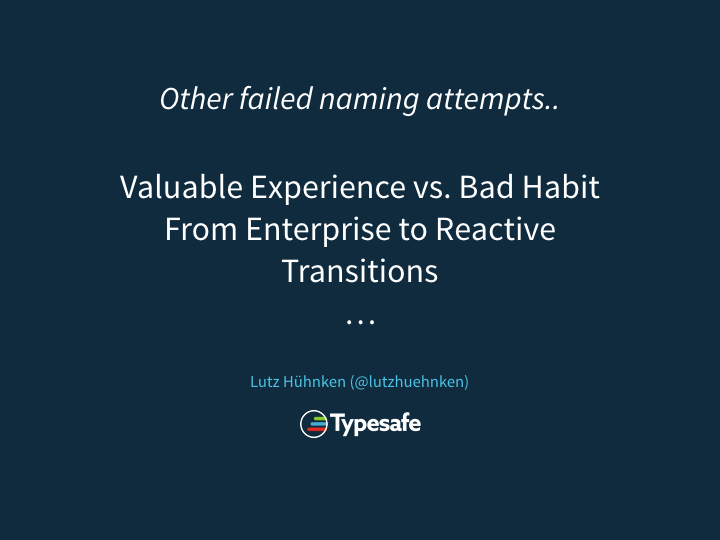 Other failed naming attempts..
Valuable Experience vs. Bad Habit
From Enterprise to Reactive
Transitions
…
Lutz Hühnken (@lutzhuehnken)
Typesafe